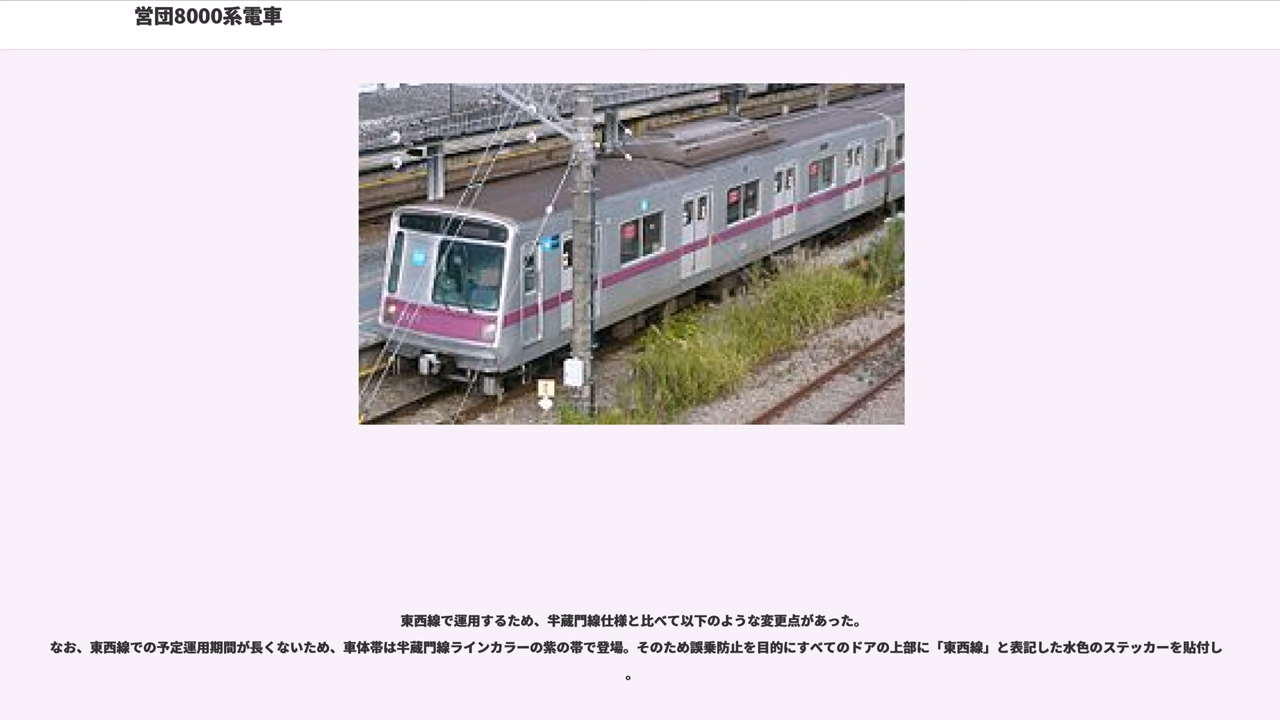 営団8000系電車
東西線で運用するため、半蔵門線仕様と比べて以下のような変更点があった。
なお、東西線での予定運用期間が長くないため、車体帯は半蔵門線ラインカラーの紫の帯で登場。そのため誤乗防止を目的にすべてのドアの上部に「東西線」と表記した水色のステッカーを貼付し
。